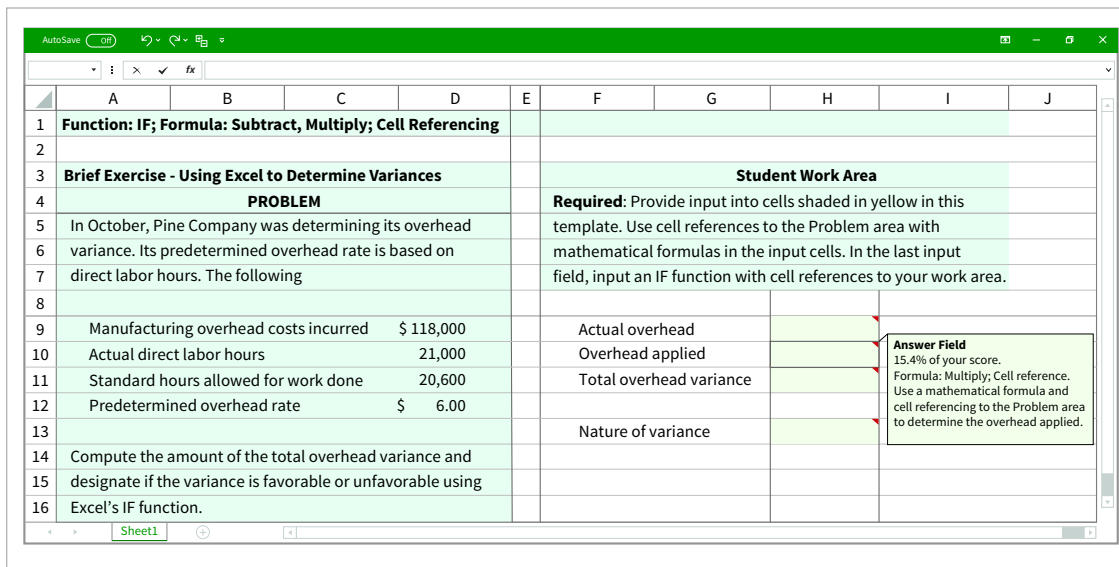 AutoSave Off
fx
A B C D E F G H I J
1 Function: IF; Formula: Subtract, Multiply; Cell Referencing
2
3 Brief Exercise - Using Excel to Determine Variances Student Work Area
4 PROBLEM Required: Provide input into cells shaded in yellow in this
5 In October, Pine Company was determining its overhead template. Use cell references to the Problem area with
6 variance. Its predetermined overhead rate is based on mathematical formulas in the input cells. In the last input
7 direct labor hours. The following field, input an IF function with cell references to your work area.
8
9 Manufacturing overhead costs incurred $ 118,000 Actual overhead
10 Actual direct labor hours 21,000 Overhead applied
11 Standard hours allowed for work done 20,600 Total overhead variance
12 Predetermined overhead rate $ 6.00
13 Nature of variance
Answer Field
15.4% of your score.
Formula: Multiply; Cell reference.
Use a mathematical formula and
cell referencing to the Problem area
to determine the overhead applied.
14 Compute the amount of the total overhead variance and
15 designate if the variance is favorable or unfavorable using
16 Excel's IF function.
Sheet1